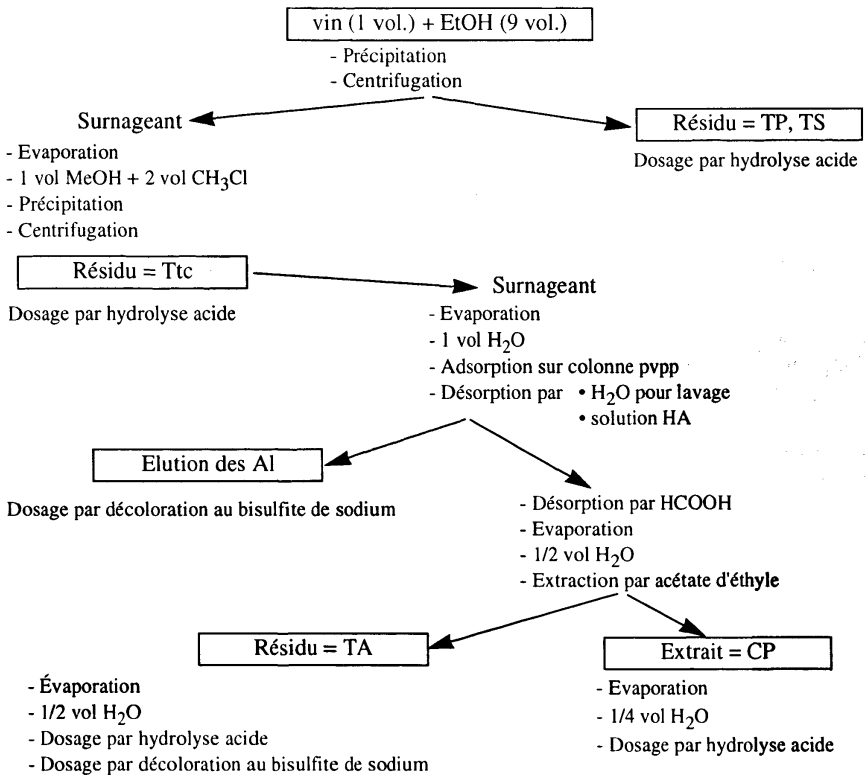 vin (1 vol.) + EtOH (9 vol.)
- Précipitation
- Centrifugation
Surnageant
- Evaporation
- 1 vol MeOH + 2 vol CH3Cl
- Précipitation
- Centrifugation
Résidu = TP, TS
Dosage par hydrolyse acide
Résidu = Ttc
Dosage par hydrolyse acide
Surnageant
- Evaporation
- 1 vol H2O
- Adsorption sur colonne pvpp
- Désorption par • H2O pour lavage
• solution HA
Elution des Al
Dosage par décoloration au bisulfite de sodium
- Désorption par HCOOH
- Evaporation
- 1/2 vol H2O
- Extraction par acétate d'éthyle
Résidu = TA
- Évaporation
- 1/2 vol H2O
- Dosage par hydrolyse acide
- Dosage par décoloration au bisulfite de sodium
Extrait = CP
- Evaporation
- 1/4 vol H2O
- Dosage par hydrolyse acide